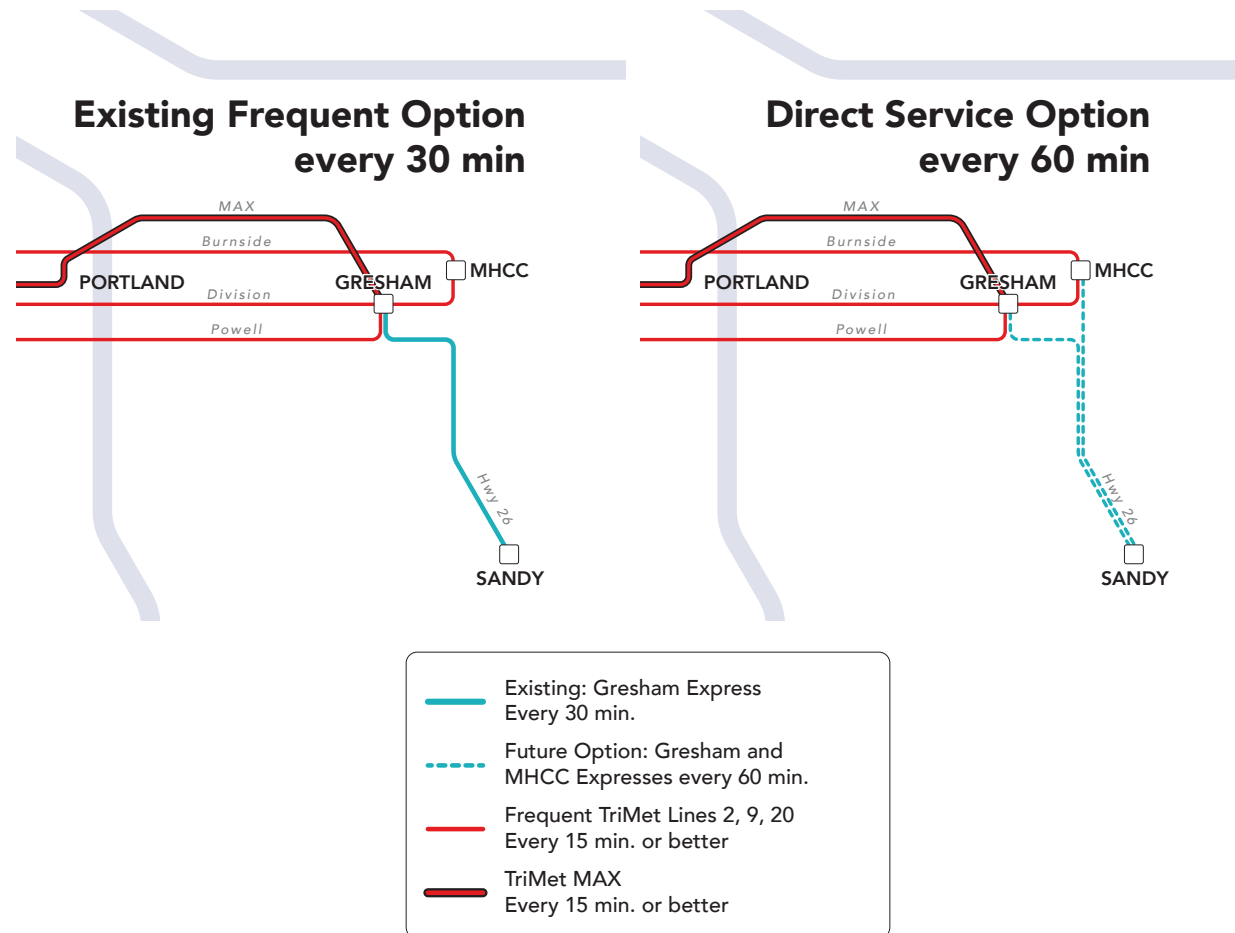 Existing Frequent Option
every 30 min
MAX
Burnside
MHCC
PORTLAND
GRESHAM
Division
Powell
Hwy 26
SANDY
Direct Service Option
every 60 min
MAX
Burnside
MHCC
PORTLAND
GRESHAM
Division
Powell
Hwy 26
SANDY
Existing: Gresham Express
Every 30 min.
Future Option: Gresham and
MHCC Expresses every 60 min.
Frequent TriMet Lines 2, 9, 20
Every 15 min. or better
TriMet MAX
Every 15 min. or better